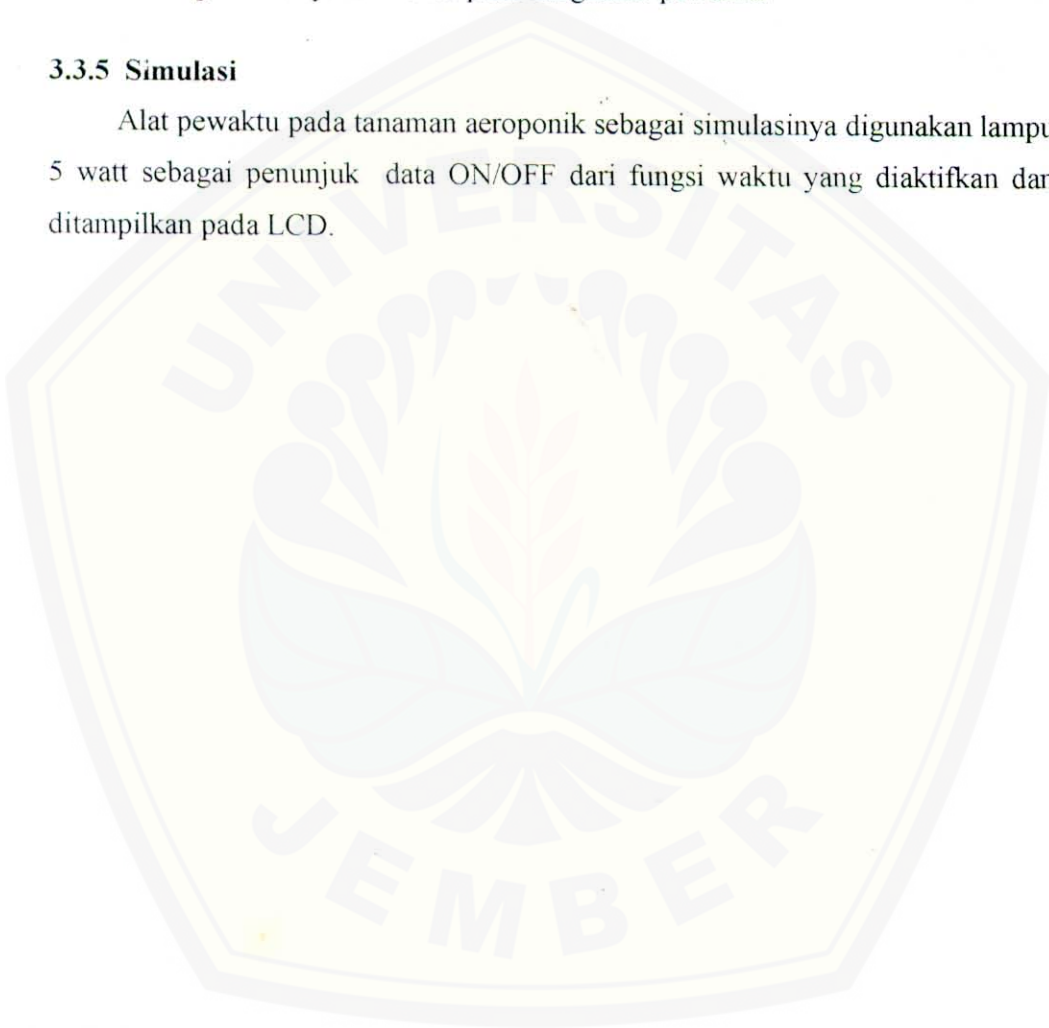 3.3.5 Simulasi
Alat pewaktu pada tanaman aeroponik sebagai simulasinya digunakan lampu
5 watt sebagai penunjuk data ON/OFF dari fungsi waktu yang diaktifkan dan
ditampilkan pada LCD.
UNIVERSITAS
JEMBER